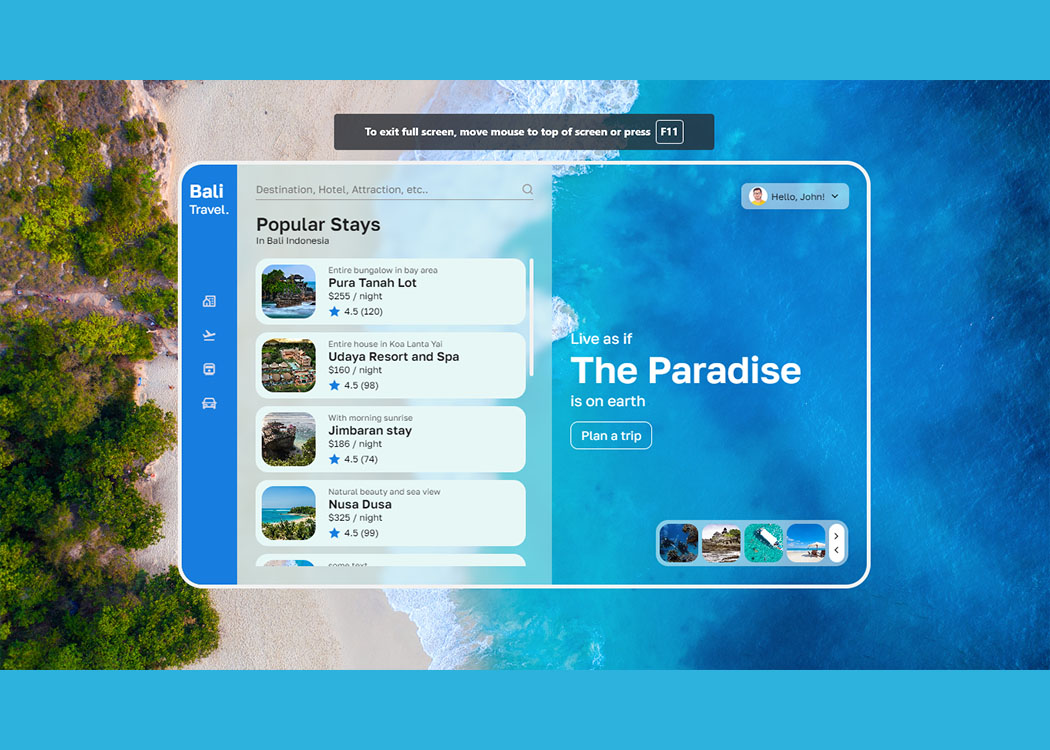 To exit full screen, move mouse to top of screen or press F11
Bali
Travel.
Destination, Hotel, Attraction, etc..
Popular Stays
In Bali Indonesia
Entire bungalow in bay area
Pura Tanah Lot
$255 / night
4.5 (120)
Entire house in Koa Lanta Yai
Udaya Resort and Spa
$160 / night
4.5 (98)
With morning sunrise
Jimbaran stay
$186 / night
4.5 (74)
Natural beauty and sea view
Nusa Dusa
$325 / night
4.5 (99)
some text
Hello, John!
Live as if
The Paradise
is on earth
Plan a trip